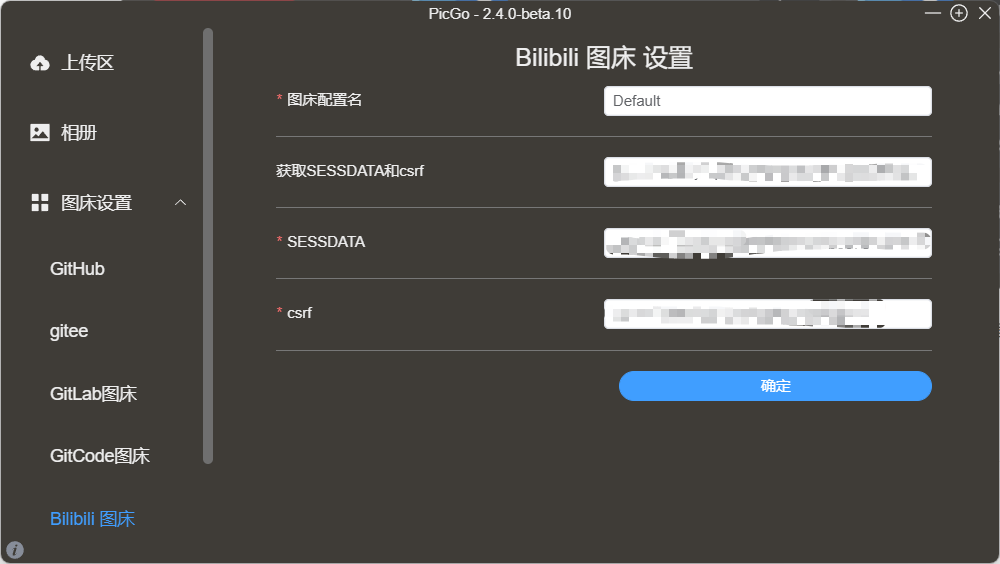 PicGo - 2.4.0-beta.10
上传区
相册
图床设置
GitHub
gitee
GitLab图床
GitCode图床
Bilibili 图床
Bilibili 图床 设置
* 图床配置名
Default
获取SESSDATA和csrf
* SESSDATA
* csrf
确定